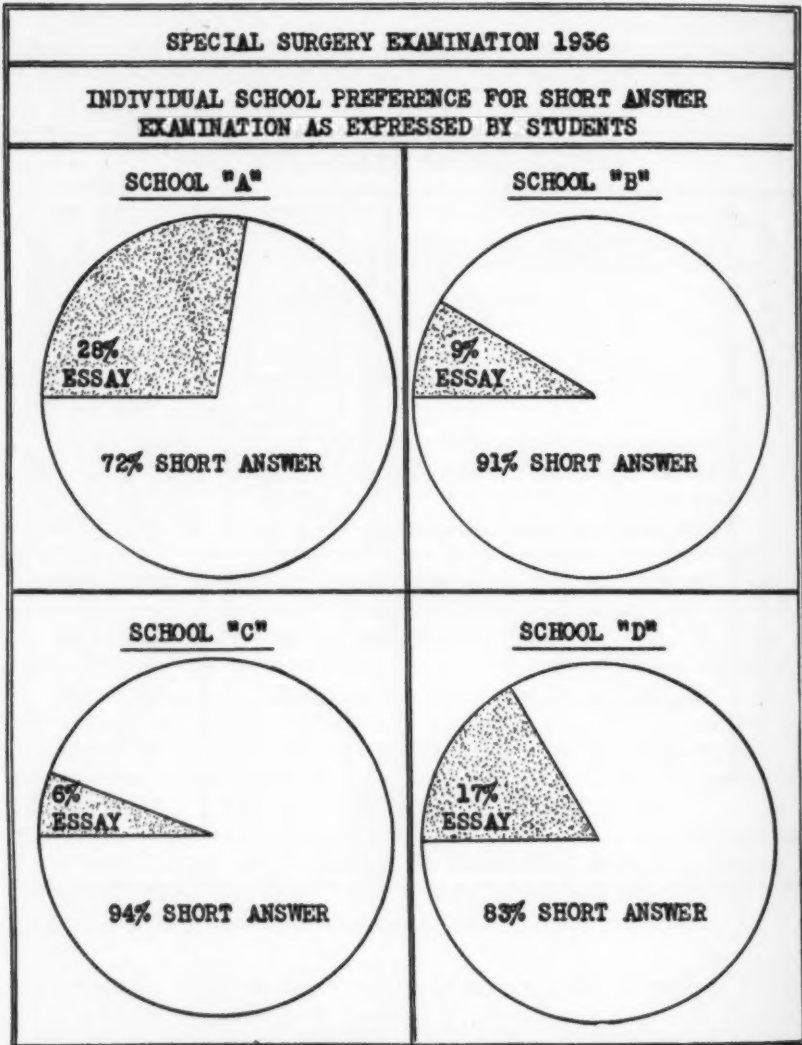 SPECIAL SURGERY EXAMINATION 1936
INDIVIDUAL SCHOOL PREFERENCE FOR SHORT ANSWER
EXAMINATION AS EXPRESSED BY STUDENTS
SCHOOL "A"
28%
ESSAY
72% SHORT ANSWER
SCHOOL "B"
9%
ESSAY
91% SHORT ANSWER
SCHOOL "C"
6%
ESSAY
94% SHORT ANSWER
SCHOOL "D"
17%
ESSAY
83% SHORT ANSWER